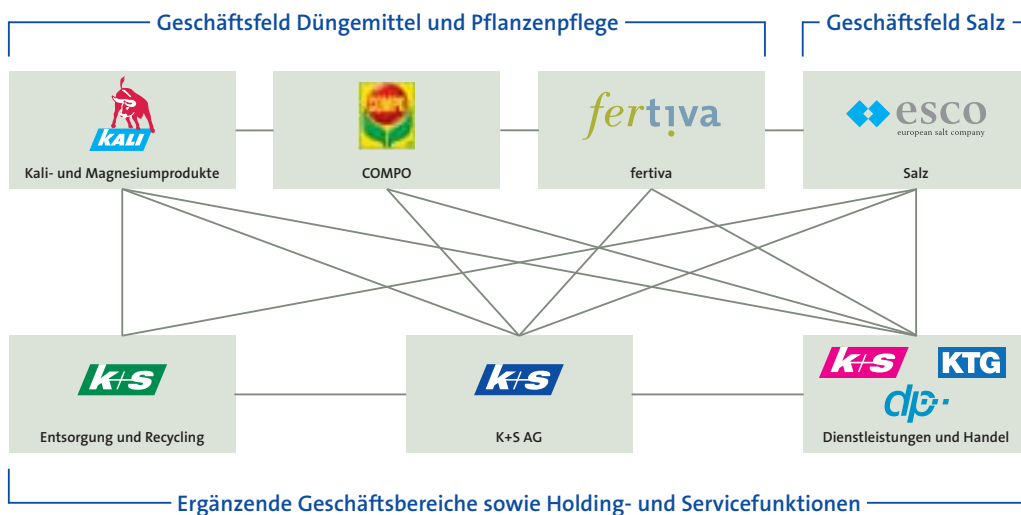 Geschäftsfeld Düngemittel und Pflanzenpflege
Geschäftsfeld Salz
KALI
Kali- und Magnesiumprodukte
COMPO
COMPO
fertiva
fertiva
esco
european salt company
Salz
k+s
Entsorgung und Recycling
k+s
K+S AG
k+s
KTG
dp
Dienstleistungen und Handel
Ergänzende Geschäftsbereiche sowie Holding- und Servicefunktionen